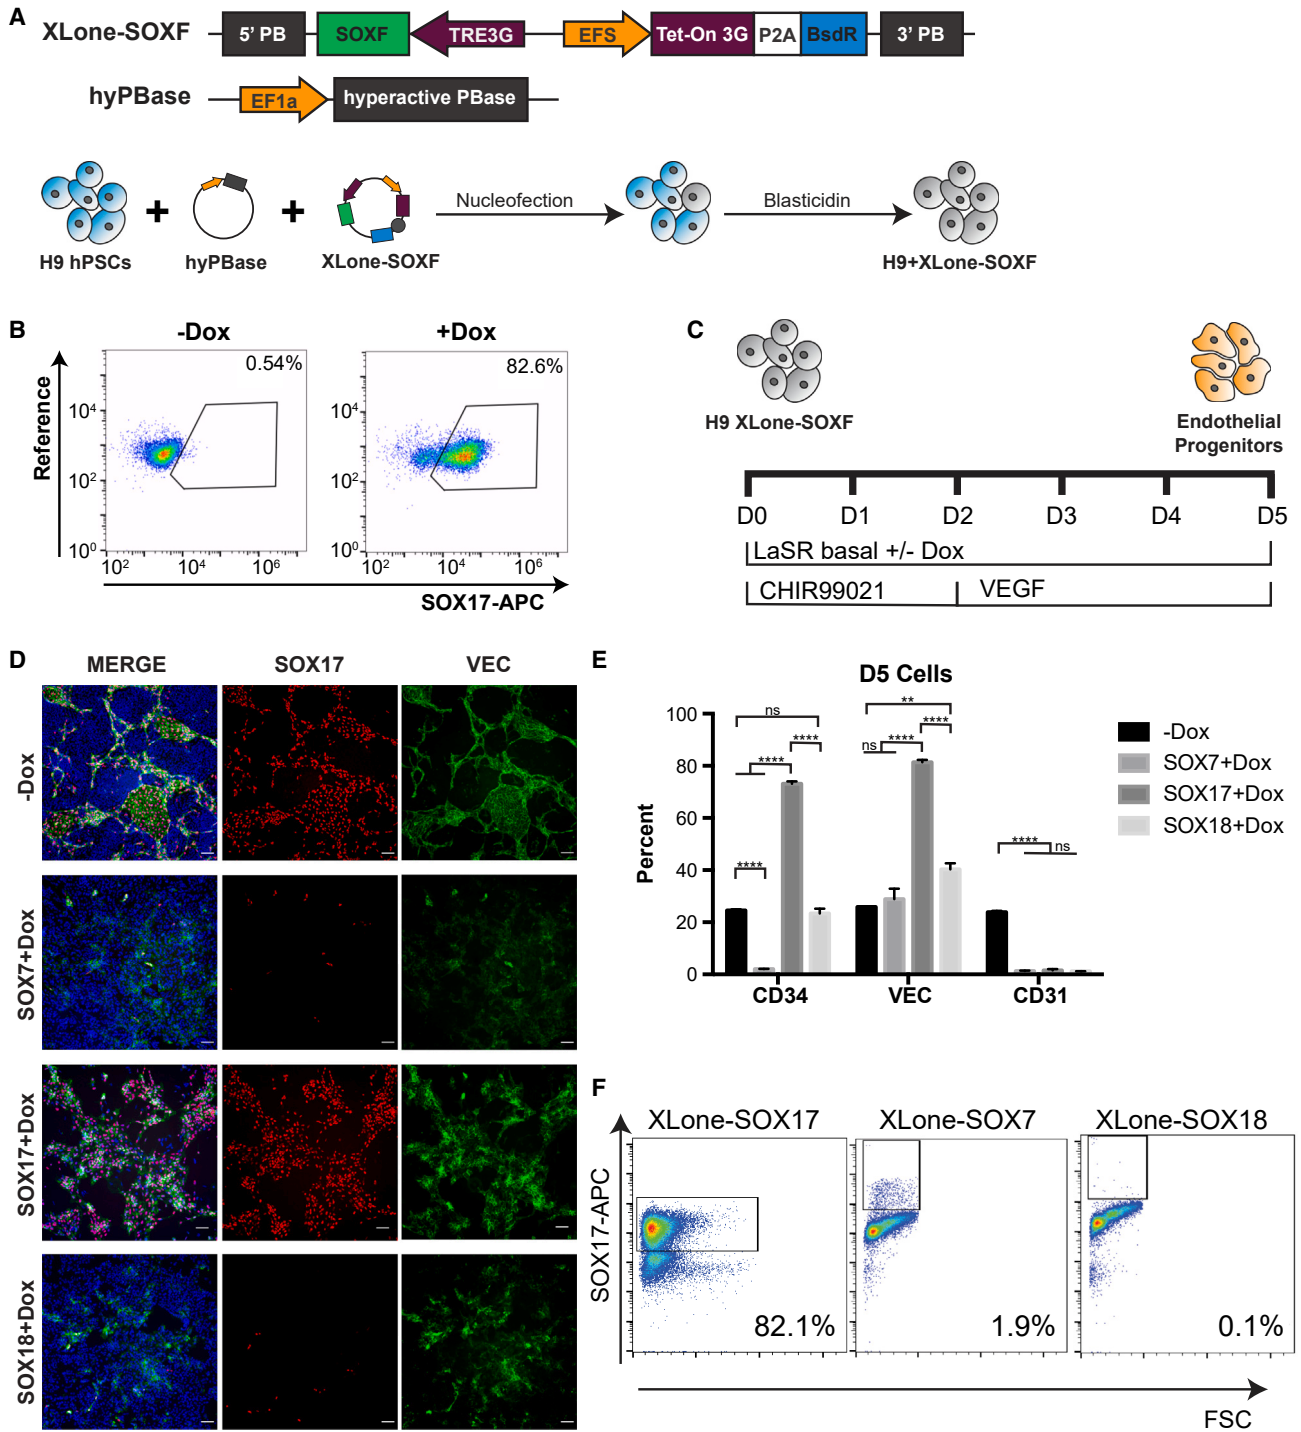 A
XLone-SOXF
5' PB
SOXF
TRE3G
EFS
Tet-On 3G
P2A
BsdR
3' PB
hyPBase
EF1a
hyperactive PBase
+
+
Nucleofection
Blasticidin
H9 hPSCs
hyPBase
XLone-SOXF
H9+XLone-SOXF
B
-Dox
+Dox
Reference
0.54%
10^4
10^2
10^0
10^2
10^4
10^6
82.6%
10^4
10^2
10^0
10^2
10^4
10^6
SOX17-APC
C
H9 XLone-SOXF
Endothelial
Progenitors
D0
D1
D2
D3
D4
D5
LaSR basal +/- Dox
CHIR99021
VEGF
D
MERGE
SOX17
VEC
-Dox
SOX7+Dox
SOX17+Dox
SOX18+Dox
E
D5 Cells
Percent
100
80
60
40
20
0
ns
****
****
****
ns
****
**
****
****
ns
CD34
VEC
CD31
-Dox
SOX7+Dox
SOX17+Dox
SOX18+Dox
F
XLone-SOX17
XLone-SOX7
XLone-SOX18
SOX17-APC
82.1%
1.9%
0.1%
FSC